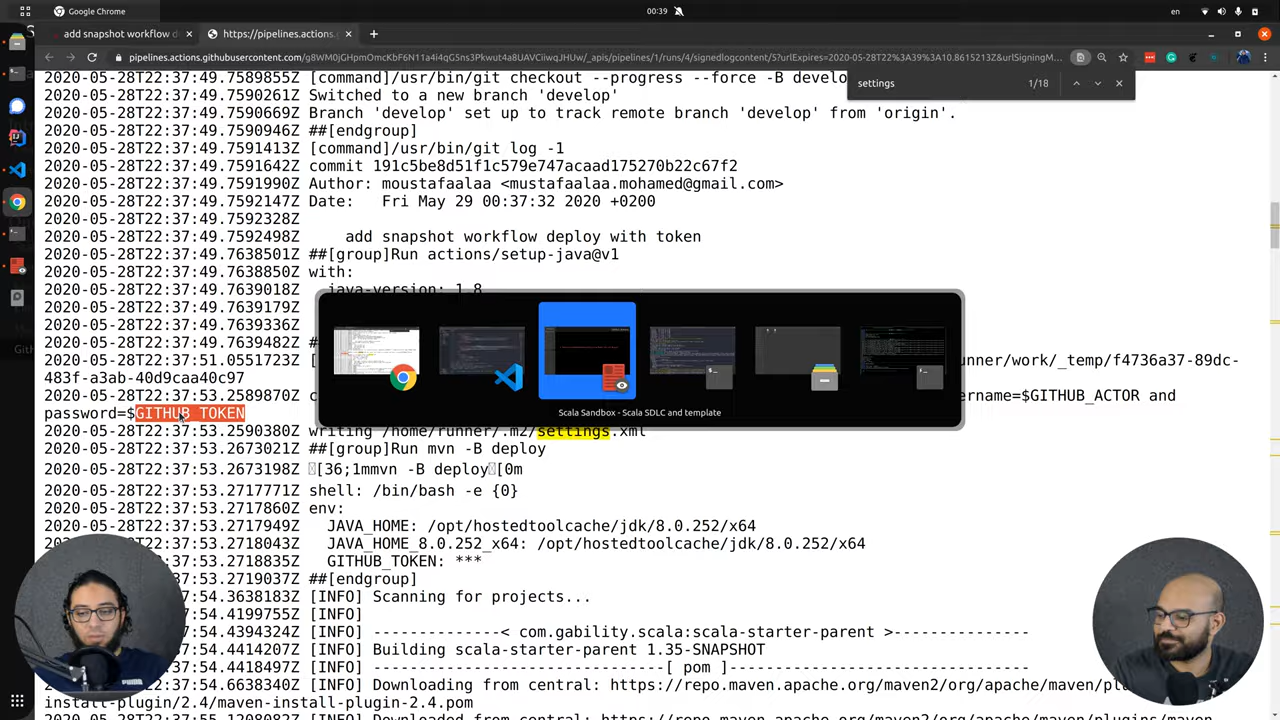 Google Chrome
00:39
en
add snapshot workflow d
https://pipelines.actions.g
https://pipelines.actions.githubusercontent.com/g8WM0jGHpmOmcKbF6N11a4i4qG5ns3Pkwut4a8UAVCiiwqJHJw/_apis/pipelines/1/runs/4/signedlogcontent/5?urlExpires=2020-05-28T22%3A39%3A10.8615213Z&urlSigningM...
settings
1/18
2020-05-28T22:37:49.7589855Z [command]/usr/bin/git checkout --progress --force -B develo
2020-05-28T22:37:49.7590261Z Switched to a new branch 'develop'
2020-05-28T22:37:49.7590669Z Branch 'develop' set up to track remote branch 'develop' from 'origin'.
2020-05-28T22:37:49.7590946Z ##[endgroup]
2020-05-28T22:37:49.7591413Z [command]/usr/bin/git log -1
2020-05-28T22:37:49.7591642Z commit 191c5be8d51f1c579e747acaad175270b22c67f2
2020-05-28T22:37:49.7591990Z Author: moustafaalaa <mustafaalaa.mohamed@gmail.com>
2020-05-28T22:37:49.7592147Z Date:   Fri May 29 00:37:32 2020 +0200
2020-05-28T22:37:49.7592328Z
2020-05-28T22:37:49.7592498Z     add snapshot workflow deploy with token
2020-05-28T22:37:49.7638501Z ##[group]Run actions/setup-java@v1
2020-05-28T22:37:49.7638850Z with:
2020-05-28T22:37:49.7639018Z   java-version: 1.8
2020-05-28T22:37:49.7639179Z
2020-05-28T22:37:49.7639336Z
2020-05-28T22:37:49.7639482Z
2020-05-28T22:37:51.0551723Z [ unner/work/_temp/f4736a37-89dc-
483f-a3ab-40d9caa40c97
2020-05-28T22:37:53.2589870Z c ername=$GITHUB_ACTOR and
password=$GITHUB_TOKEN
Scala Sandbox - Scala SDLC and template
2020-05-28T22:37:53.2590380Z writing /home/runner/.m2/settings.xml
2020-05-28T22:37:53.2673021Z ##[group]Run mvn -B deploy
2020-05-28T22:37:53.2673198Z [36;1mmvn -B deploy[0m
2020-05-28T22:37:53.2717771Z shell: /bin/bash -e {0}
2020-05-28T22:37:53.2717860Z env:
2020-05-28T22:37:53.2717949Z   JAVA_HOME: /opt/hostedtoolcache/jdk/8.0.252/x64
2020-05-28T22:37:53.2718043Z   JAVA_HOME_8.0.252_x64: /opt/hostedtoolcache/jdk/8.0.252/x64
:53.2718832Z   GITHUB_TOKEN: ***
:53.2719037Z ##[endgroup]
:54.3638183Z [INFO] Scanning for projects...
:54.4199755Z [INFO]
:54.4394324Z [INFO] --------------< com.gability.scala:scala-starter-parent >---------------
:54.4414207Z [INFO] Building scala-starter-parent 1.35-SNAPSHOT
:54.4418497Z [INFO] --------------------------------[ pom ]---------------------------------
:54.6638340Z [INFO] Downloading from central: https://repo.maven.apache.org/maven2/org/apache/maven/plu
install-plugin/2.4/maven-install-plugin-2.4.pom